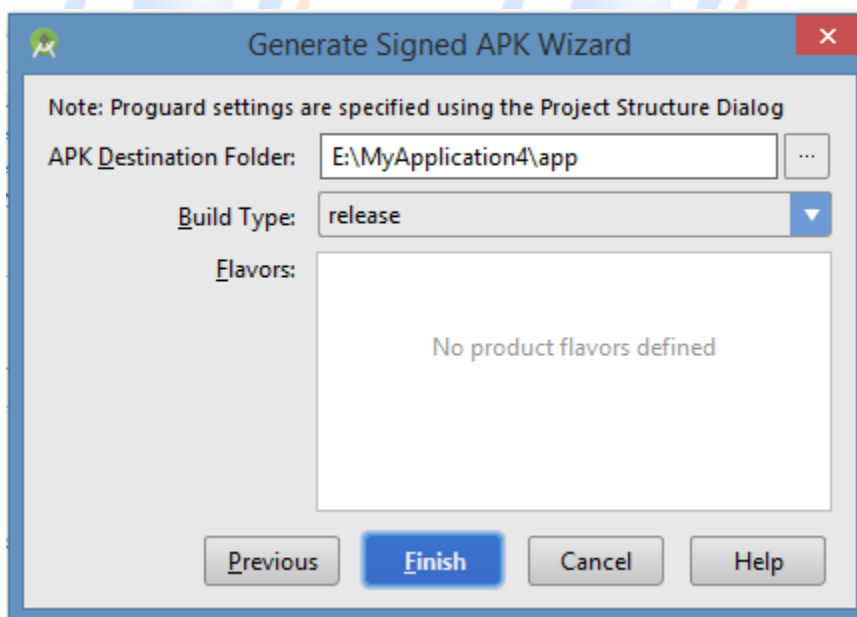 Generate Signed APK Wizard
Note: Proguard settings are specified using the Project Structure Dialog
APK Destination Folder: E:\MyApplication4\app ...
Build Type: release
Flavors:
No product flavors defined
Previous Finish Cancel Help